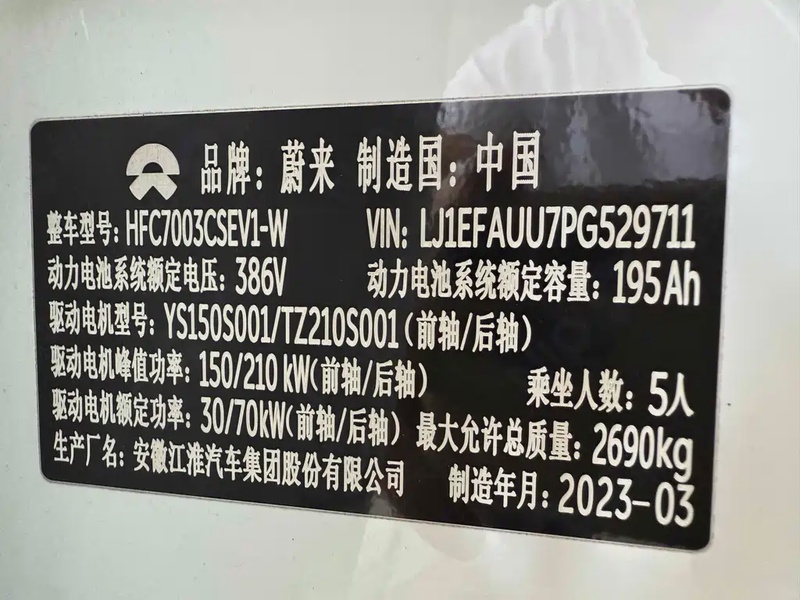 品牌：蔚来 制造国：中国
整车型号：HFC7003CSEV1-W VIN：LJ1EFAUU7PG529711
动力电池系统额定电压：386V 动力电池系统额定容量：195Ah
驱动电机型号：YS150S001/TZ210S001（前轴/后轴）
驱动电机峰值功率：150/210 kW（前轴/后轴） 乘坐人数：5人
驱动电机额定功率：30/70kW（前轴/后轴） 最大允许总质量：2690kg
生产厂名：安徽江淮汽车集团股份有限公司 制造年月：2023-03